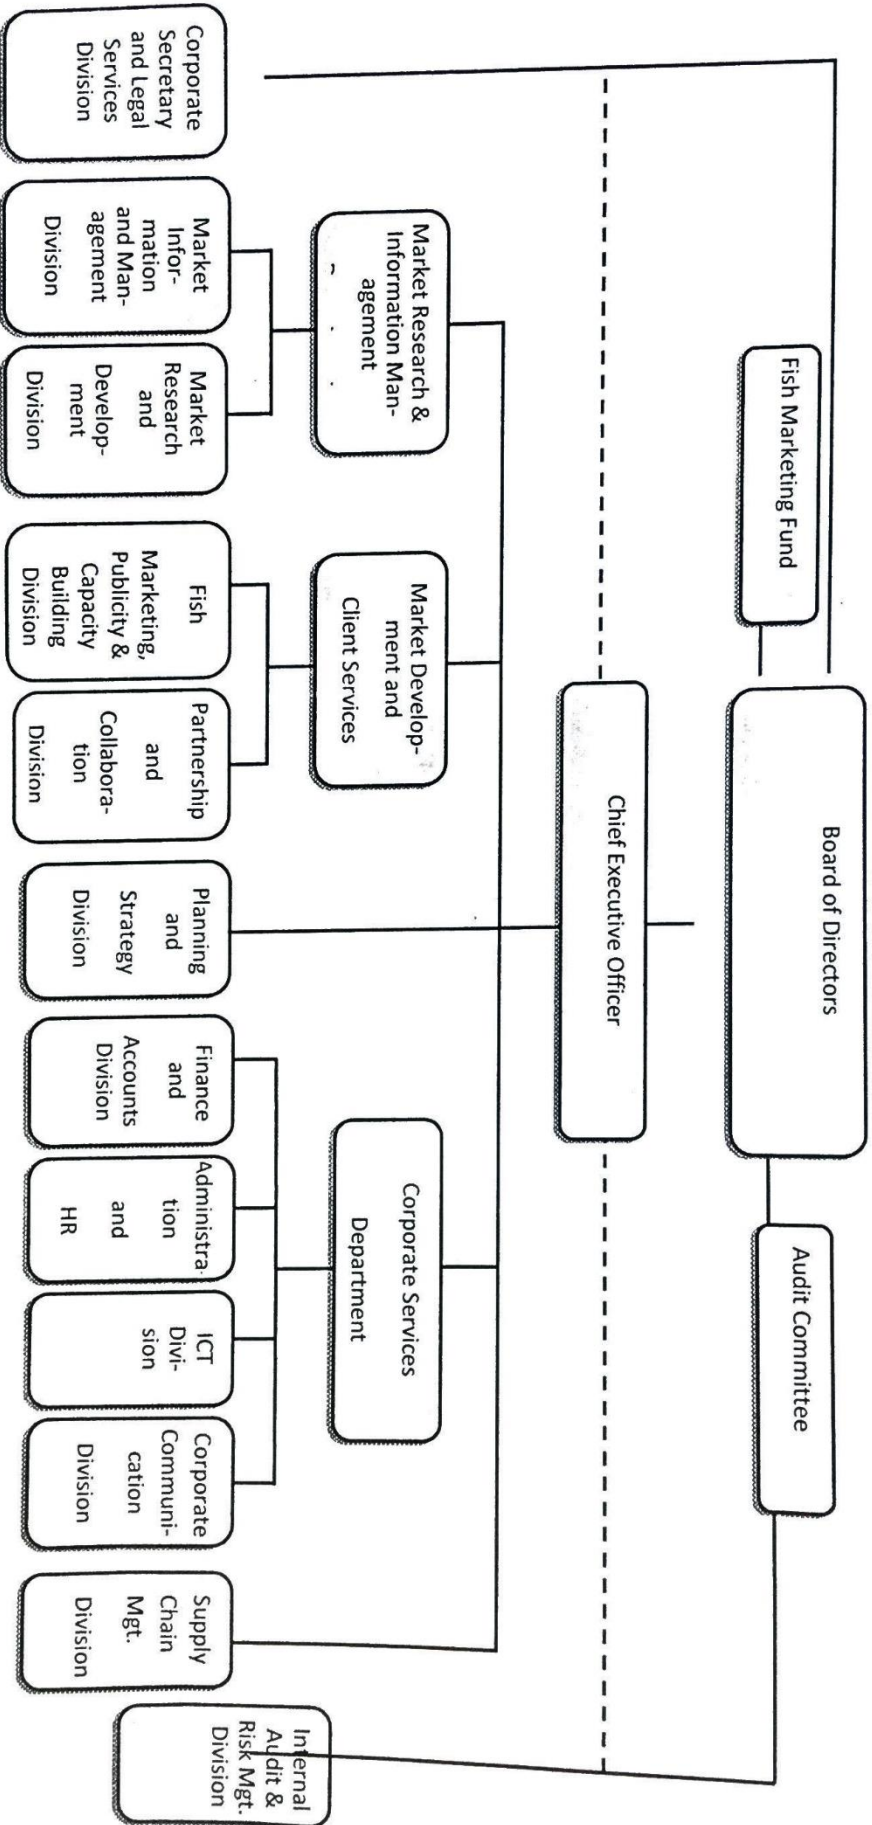 Board of Directors
Fish Marketing Fund
Audit Committee
Chief Executive Officer
Market Research &
Information Man-
agement
Market Develop-
ment and
Client Services
Corporate Services
Department
Corporate
Secretary
and Legal
Services
Division
Market
Infor-
mation
and Man-
agement
Division
Market
Research
and
Develop-
ment
Division
Fish
Marketing,
Publicity &
Capacity
Building
Division
Partnership
and
Collabora-
tion
Division
Planning
and
Strategy
Division
Finance
and
Accounts
Division
Administra-
tion
and
HR
ICT
Divi-
sion
Corporate
Communi-
cation
Division
Supply
Chain
Mgt.
Division
Internal
Audit &
Risk Mgt.
Division